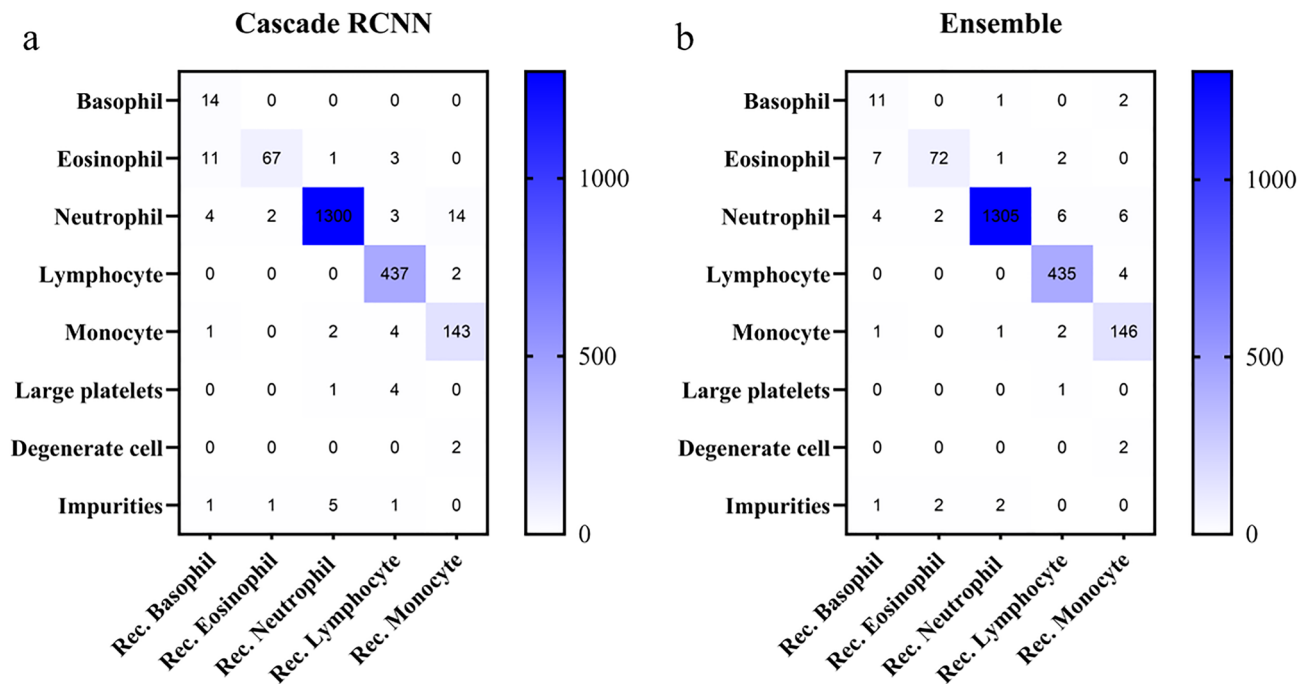 a
Cascade RCNN
Basophil 14 0 0 0 0
Eosinophil 11 67 1 3 0
Neutrophil 4 2 1300 3 14
Lymphocyte 0 0 0 437 2
Monocyte 1 0 2 4 143
Large platelets 0 0 1 4 0
Degenerate cell 0 0 0 0 2
Impurities 1 1 5 1 0
Rec. Basophil
Rec. Eosinophil
Rec. Neutrophil
Rec. Lymphocyte
Rec. Monocyte
1000
500
0
b
Ensemble
Basophil 11 0 1 0 2
Eosinophil 7 72 1 2 0
Neutrophil 4 2 1305 6 6
Lymphocyte 0 0 0 435 4
Monocyte 1 0 1 2 146
Large platelets 0 0 0 1 0
Degenerate cell 0 0 0 0 2
Impurities 1 2 2 0 0
Rec. Basophil
Rec. Eosinophil
Rec. Neutrophil
Rec. Lymphocyte
Rec. Monocyte
1000
500
0